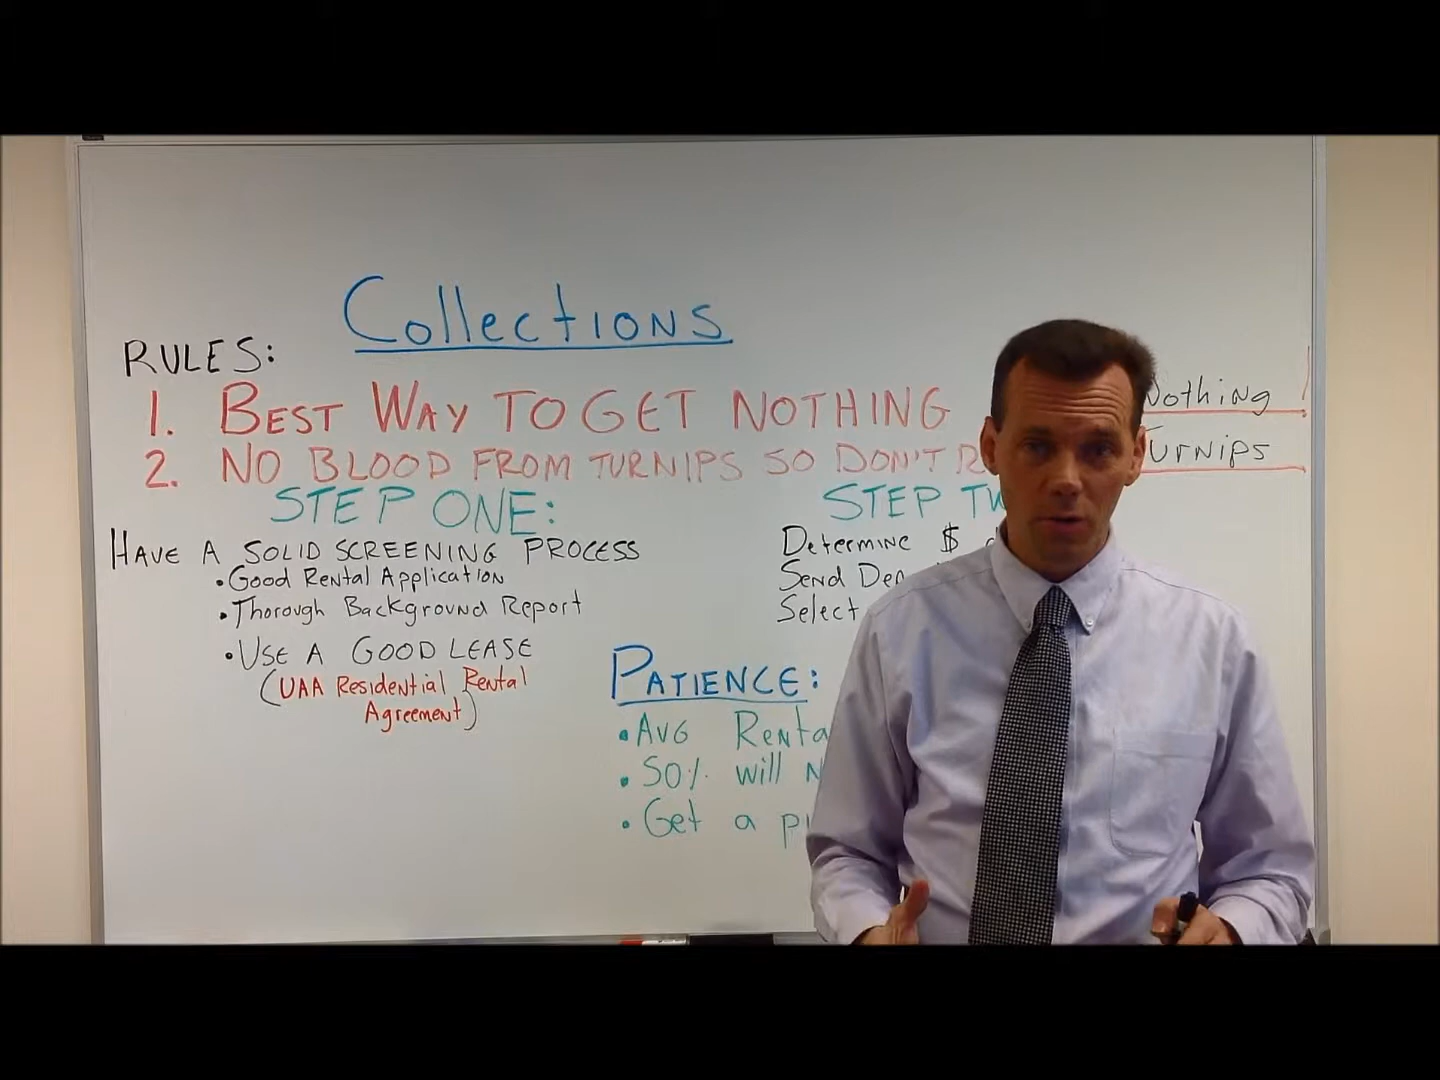 Collections
RULES:
1. BEST WAY TO GET NOTHING
Nothing
2. NO BLOOD FROM TURNIPS SO DON'T
Turnips
STEP ONE:
HAVE A SOLID SCREENING PROCESS
• Good Rental Application
• Thorough Background Report
• USE A GOOD LEASE
(UAA Residential Rental
Agreement)
STEP
Determine $
Send
Select
PATIENCE:
• AVG
• 50% will
• Get a